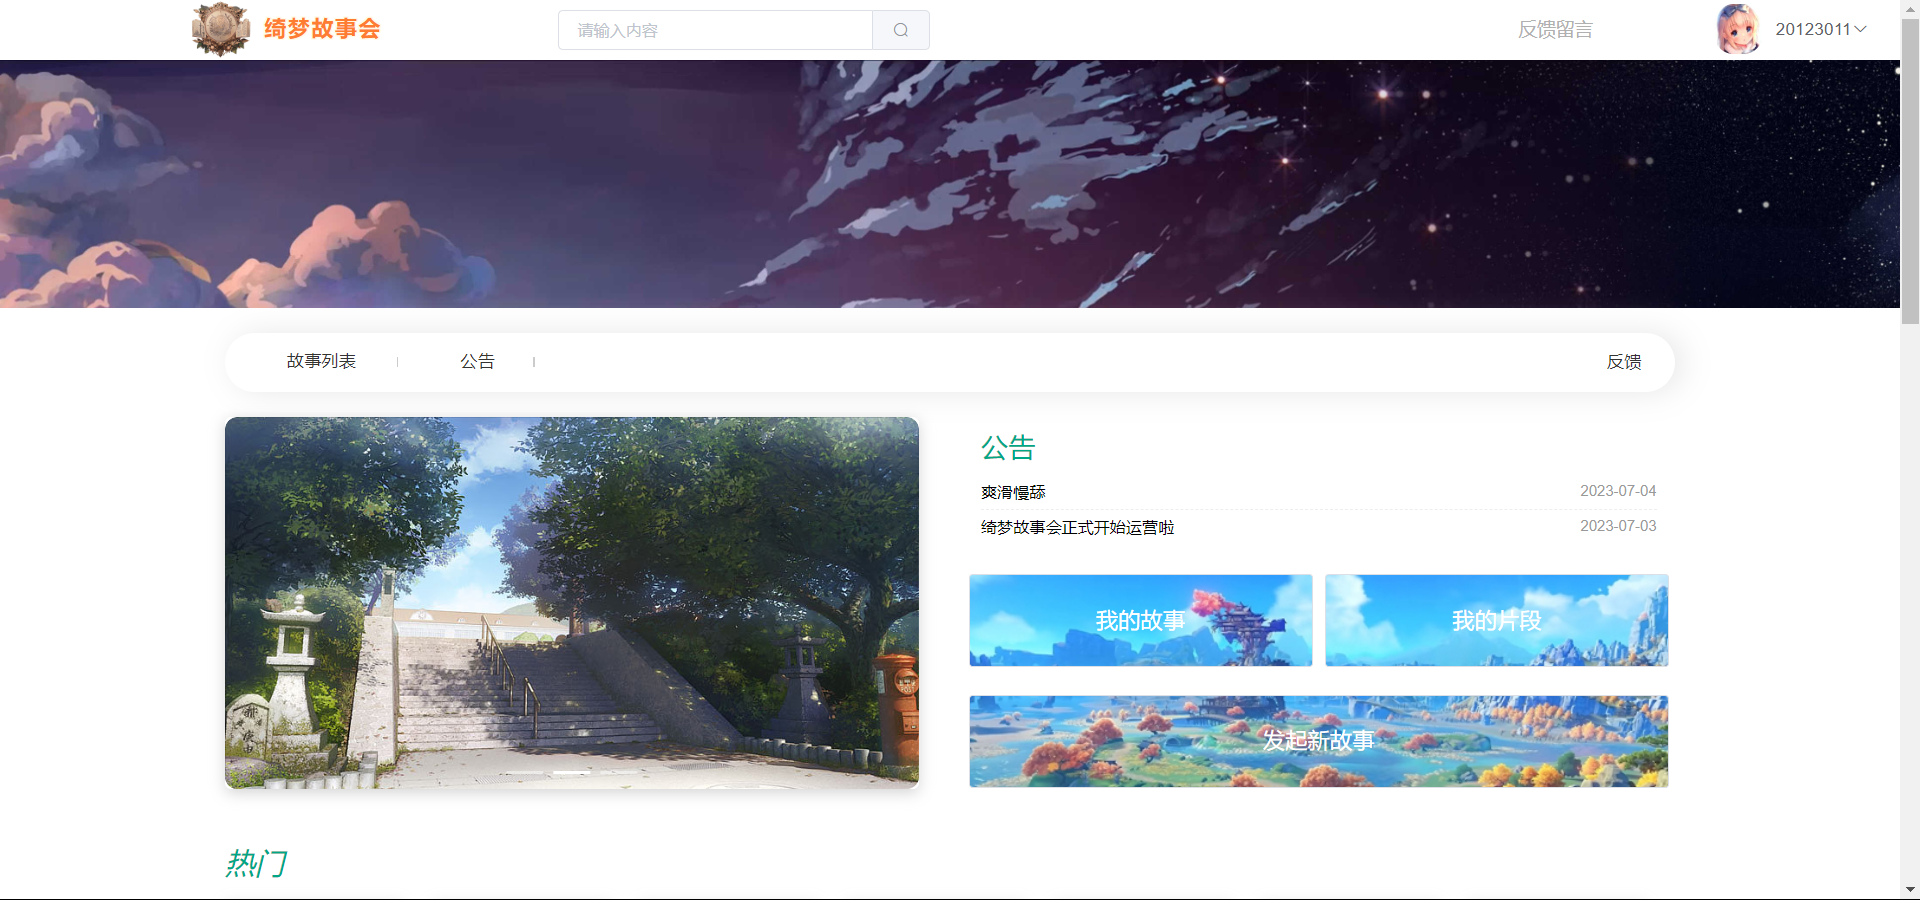 绮梦故事会
请输入内容
反馈留言
20123011
故事列表
公告
反馈
公告
爽滑慢舔
2023-07-04
绮梦故事会正式开始运营啦
2023-07-03
我的故事
我的片段
发起新故事
热门